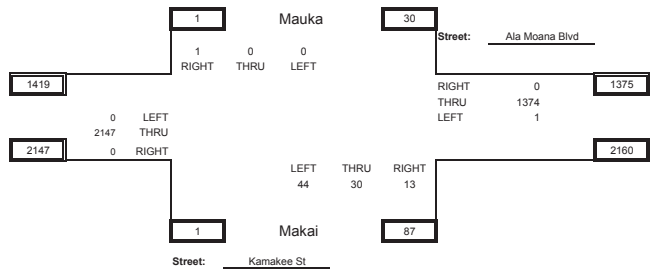 1 Mauka 30
Street: Ala Moana Blvd
1 0 0
RIGHT THRU LEFT
1419
RIGHT 0
1375
THRU 1374
LEFT 1
0 LEFT
2147 THRU
2147
0 RIGHT
2160
LEFT THRU RIGHT
44 30 13
1 Makai 87
Street: Kamakee St